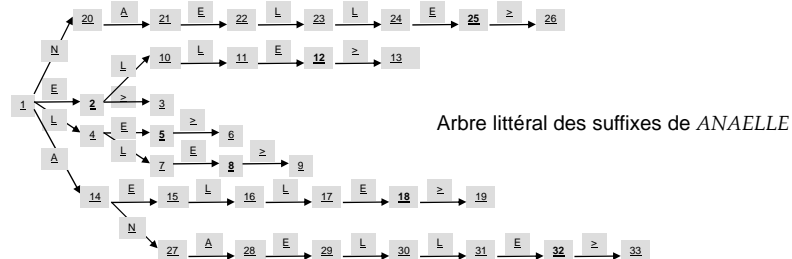 20 A 21 E 22 L 23 L 24 E 25 > 26
N
L 10 L 11 E 12 > 13
E
1 2 > 3
L 4 E 5 > 6
Arbre littéral des suffixes de ANAELLE
L 7 E 8 > 9
A
14 E 15 L 16 L 17 E 18 > 19
N
27 A 28 E 29 L 30 L 31 E 32 > 33